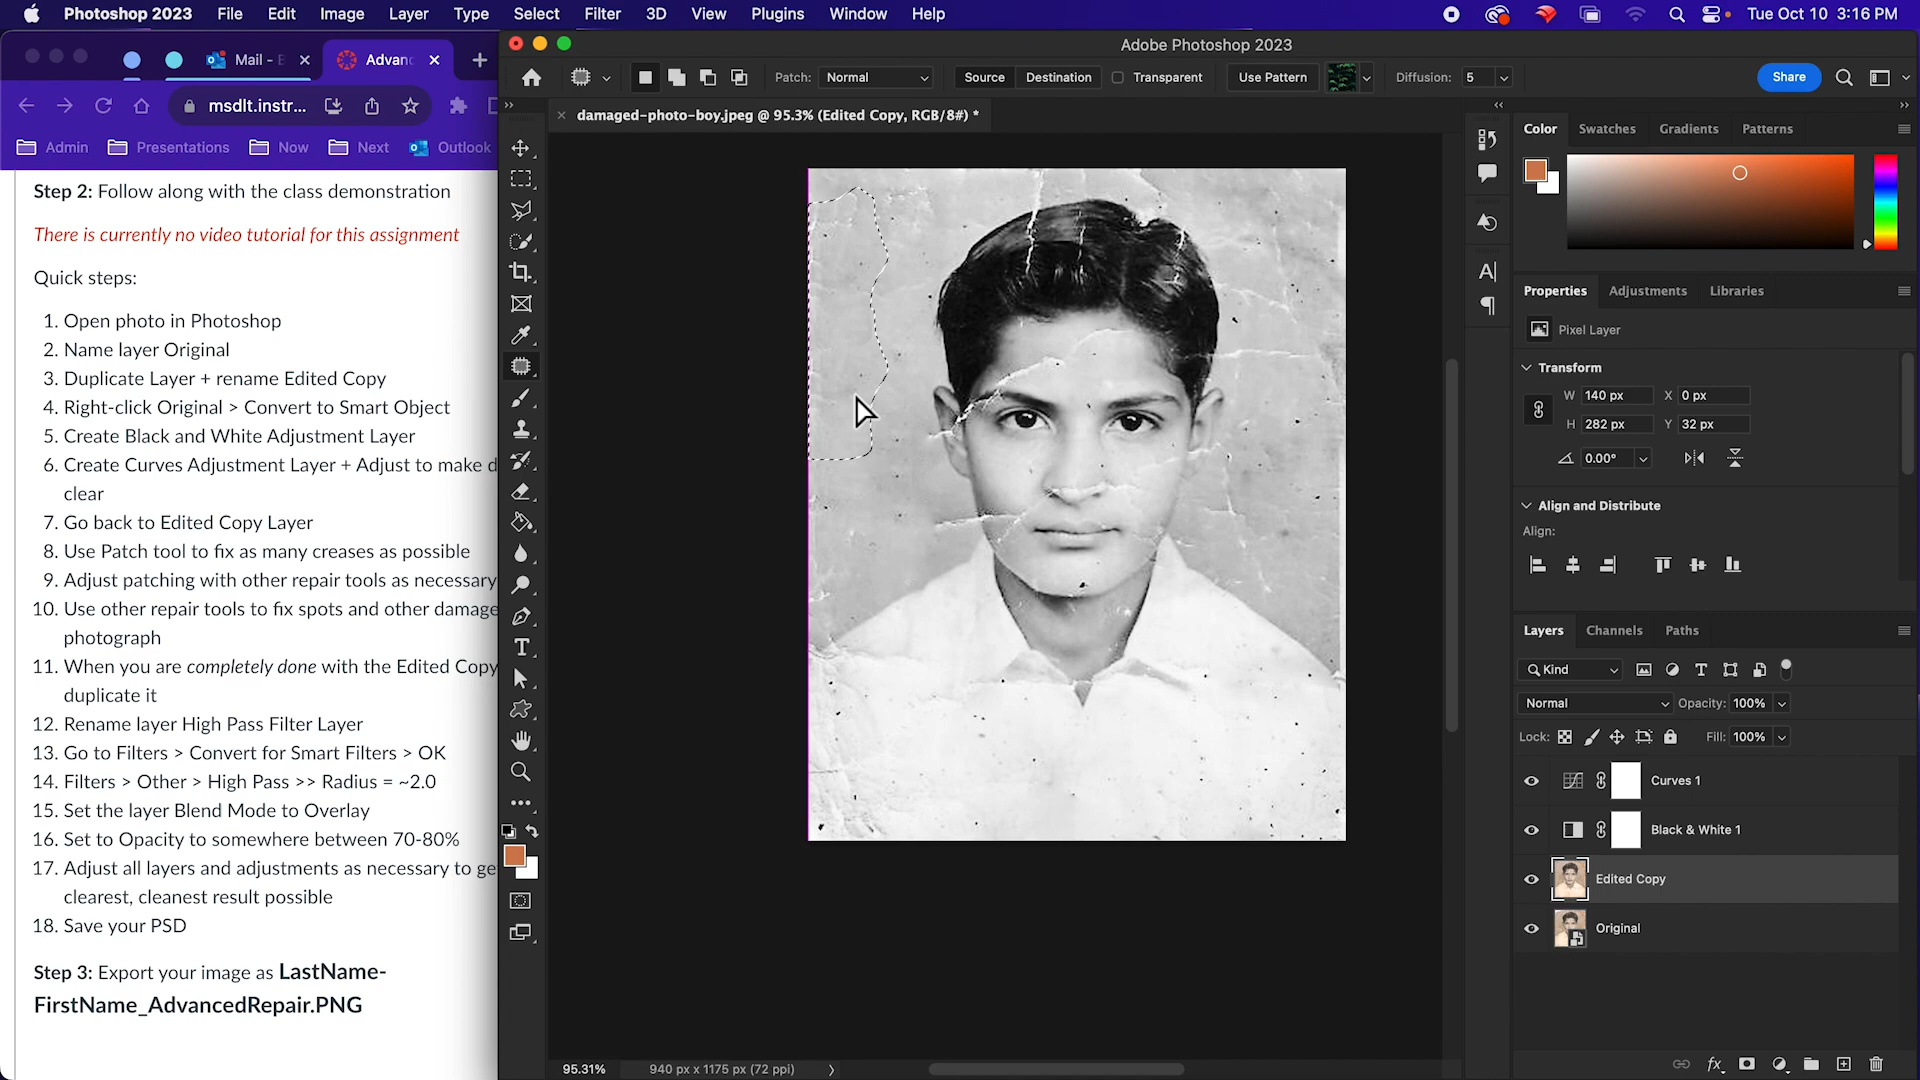 Photoshop 2023 File Edit Image Layer Type Select Filter 3D View Plugins Window Help Tue Oct 10 3:16 PM
Adobe Photoshop 2023
Mail - Advanc
msdlt.instr...
Admin Presentations Now Next Outlook
Patch: Normal Source Destination Transparent Use Pattern Diffusion: 5 Share
damaged-photo-boy.jpeg @ 95.3% (Edited Copy, RGB/8#) *
Step 2: Follow along with the class demonstration
There is currently no video tutorial for this assignment
Quick steps:
1. Open photo in Photoshop
2. Name layer Original
3. Duplicate Layer + rename Edited Copy
4. Right-click Original > Convert to Smart Object
5. Create Black and White Adjustment Layer
6. Create Curves Adjustment Layer + Adjust to make d
clear
7. Go back to Edited Copy Layer
8. Use Patch tool to fix as many creases as possible
9. Adjust patching with other repair tools as necessary
10. Use other repair tools to fix spots and other damage
photograph
11. When you are completely done with the Edited Copy
duplicate it
12. Rename layer High Pass Filter Layer
13. Go to Filters > Convert for Smart Filters > OK
14. Filters > Other > High Pass >> Radius = ~2.0
15. Set the layer Blend Mode to Overlay
16. Set to Opacity to somewhere between 70-80%
17. Adjust all layers and adjustments as necessary to ge
clearest, cleanest result possible
18. Save your PSD
Step 3: Export your image as LastName-
FirstName_AdvancedRepair.PNG
95.31% 940 px x 1175 px (72 ppi)
Color Swatches Gradients Patterns
Properties Adjustments Libraries
Pixel Layer
Transform
W 140 px X 0 px
H 282 px Y 32 px
0.00°
Align and Distribute
Align:
Layers Channels Paths
Kind
Normal Opacity: 100%
Lock: Fill: 100%
Curves 1
Black & White 1
Edited Copy
Original